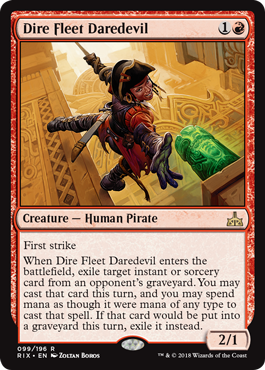 Dire Fleet Daredevil 1
Creature — Human Pirate
First strike
When Dire Fleet Daredevil enters the
battlefield, exile target instant or sorcery
card from an opponent's graveyard. You may
cast that card this turn, and you may spend
mana as though it were mana of any type to
cast that spell. If that card would be put into
a graveyard this turn, exile it instead.
2/1
099/196 R
RIX • EN Zoltan Boros
™ & © 2018 Wizards of the Coast